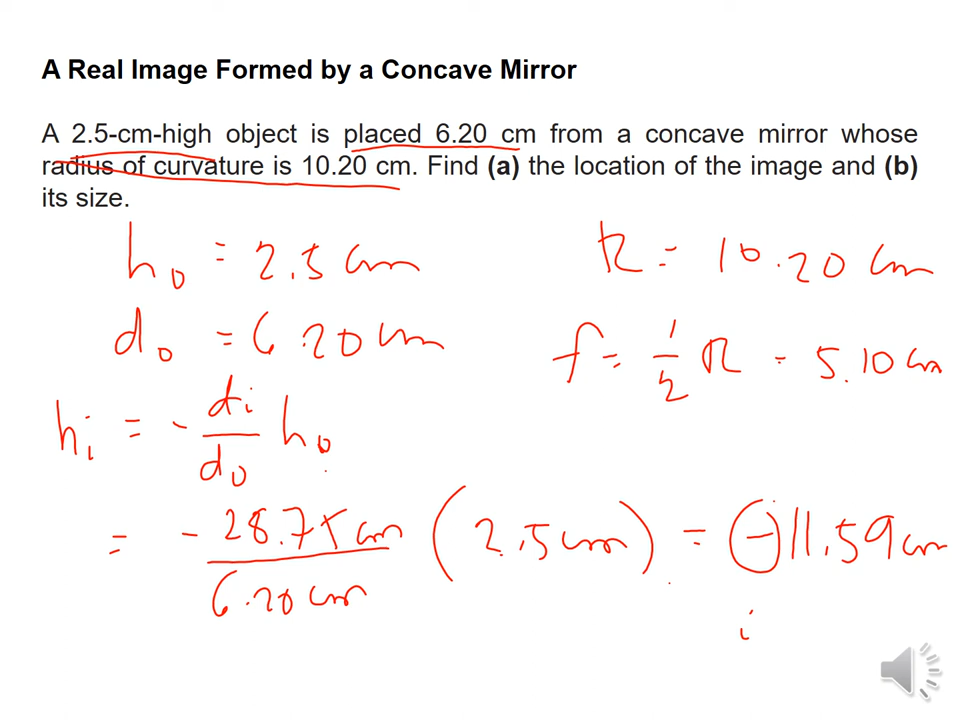 A Real Image Formed by a Concave Mirror
A 2.5-cm-high object is placed 6.20 cm from a concave mirror whose
radius of curvature is 10.20 cm. Find (a) the location of the image and (b)
its size.
h₀ = 2.5 cm
R = 10.20 cm
d₀ = 6.20 cm
f = 1/2 R = 5.10 cm
hᵢ = - dᵢ/d₀ h₀
= - 28.75 cm/6.20 cm (2.5 cm) = -11.59 cm
i